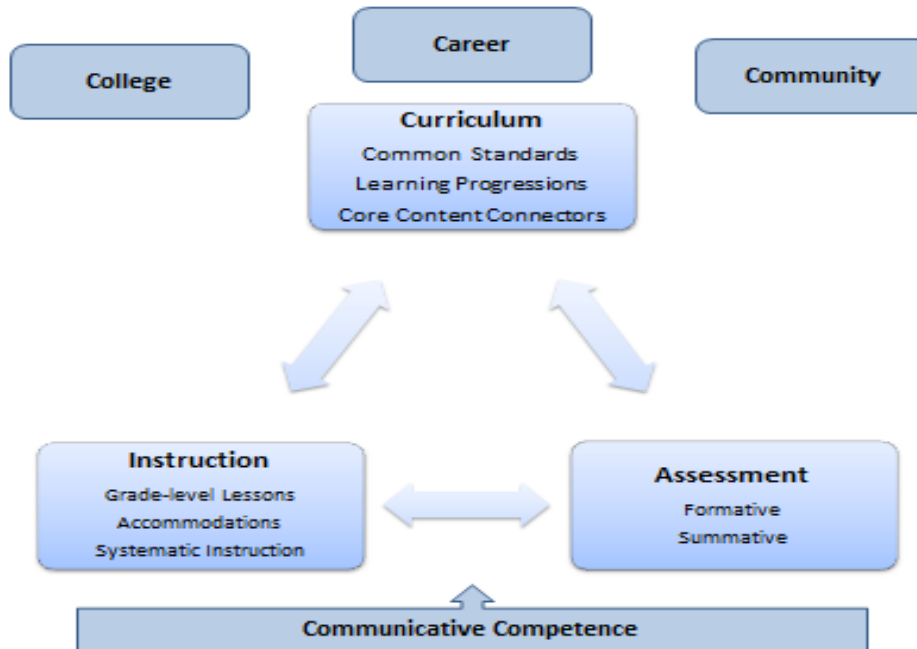 College
Career
Community
Curriculum
Common Standards
Learning Progressions
Core Content Connectors
Instruction
Grade-level Lessons
Accommodations
Systematic Instruction
Assessment
Formative
Summative
Communicative Competence